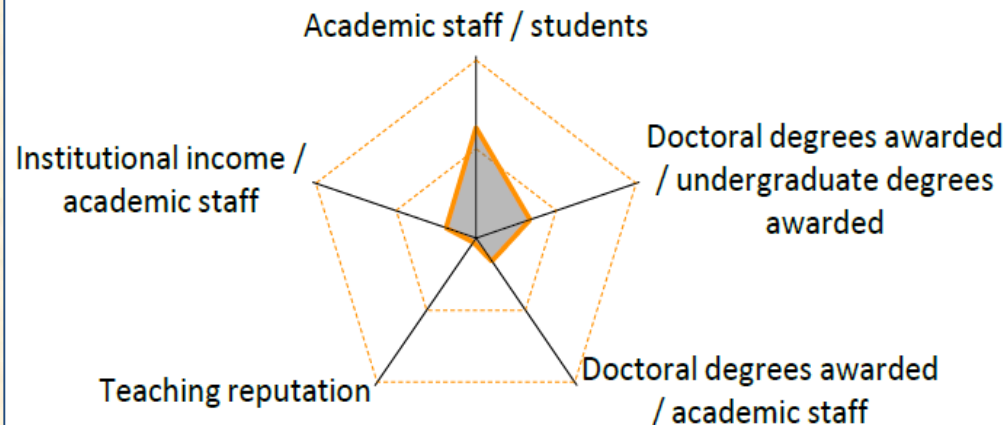 Academic staff / students
Doctoral degrees awarded
/ undergraduate degrees
awarded
Institutional income /
academic staff
Teaching reputation
Doctoral degrees awarded
/ academic staff